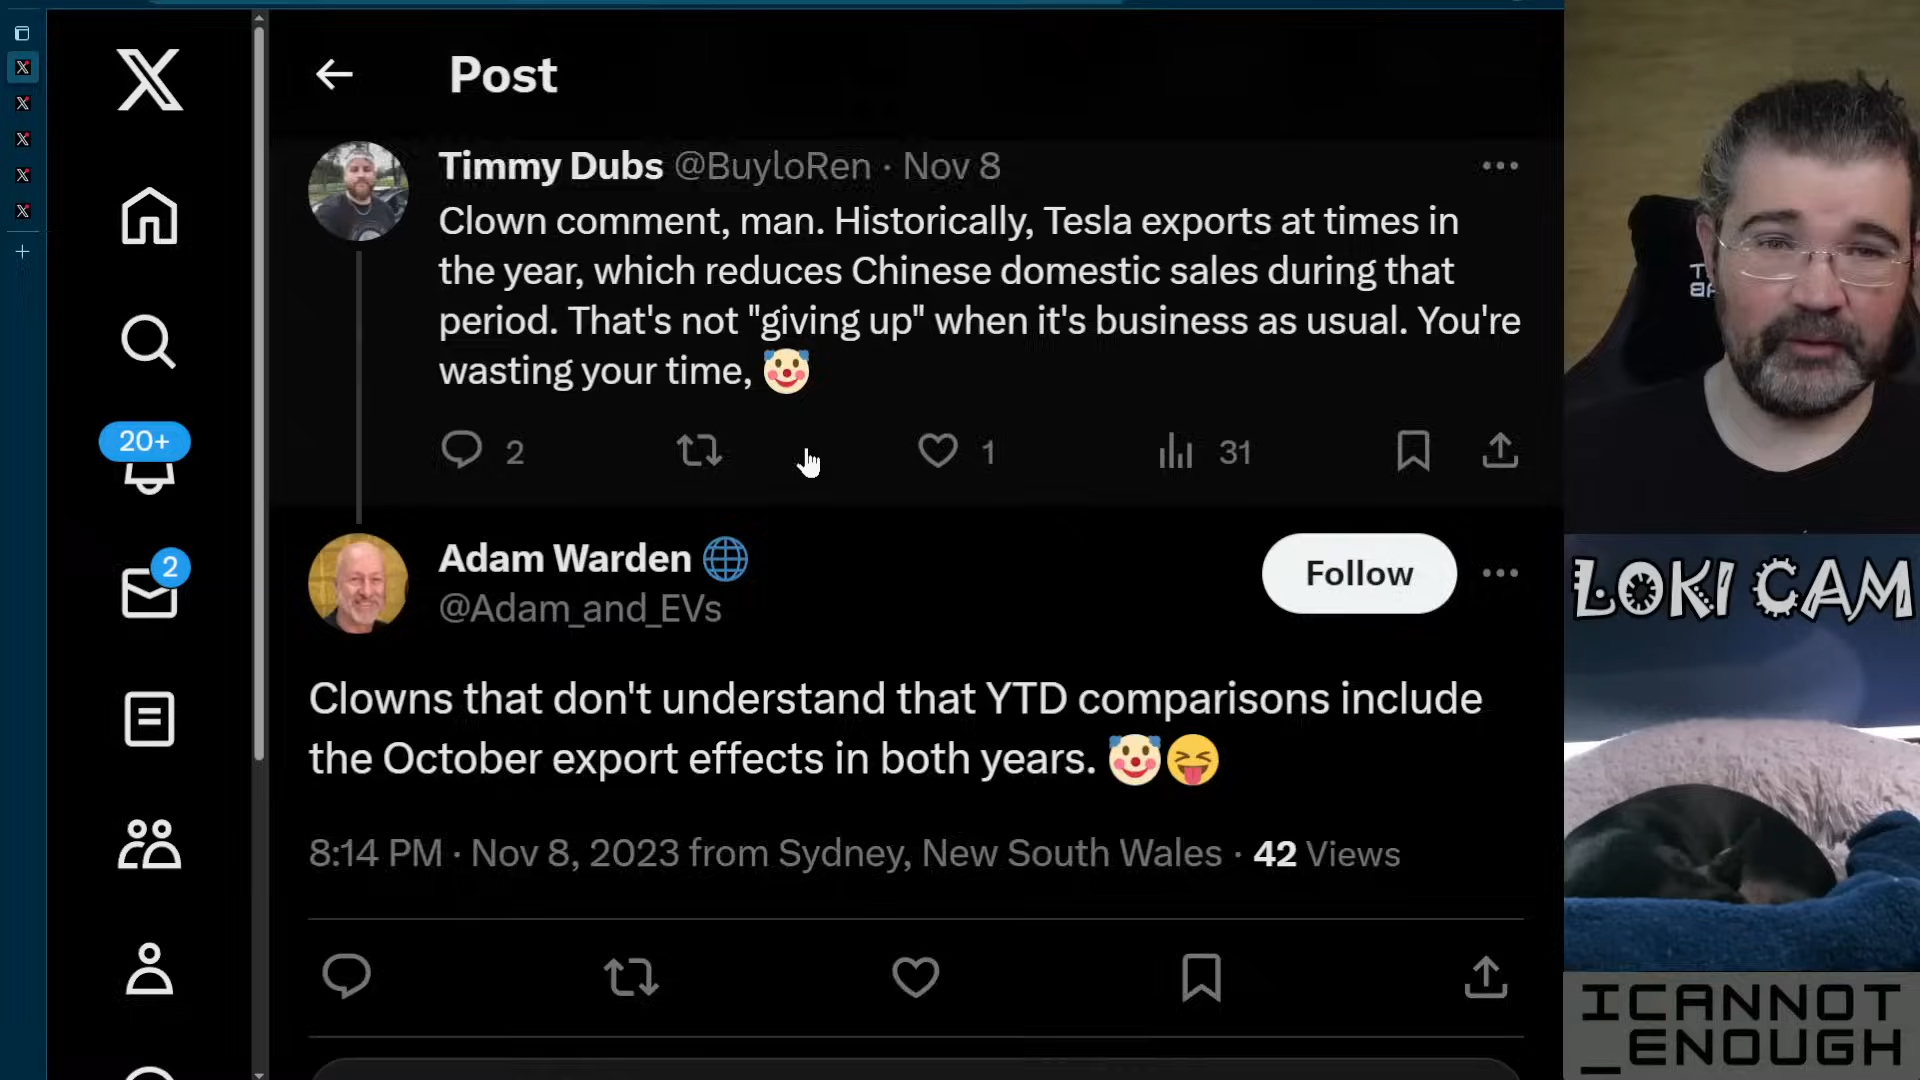 Post
Timmy Dubs @BuyloRen · Nov 8
Clown comment, man. Historically, Tesla exports at times in
the year, which reduces Chinese domestic sales during that
period. That's not "giving up" when it's business as usual. You're
wasting your time, 🤡
2
1
31
20+
Adam Warden 🌐
@Adam_and_EVs
Follow
2
Clowns that don't understand that YTD comparisons include
the October export effects in both years. 🤡😝
8:14 PM · Nov 8, 2023 from Sydney, New South Wales · 42 Views
LOKI CAM
ICANNOT
_ENOUGH